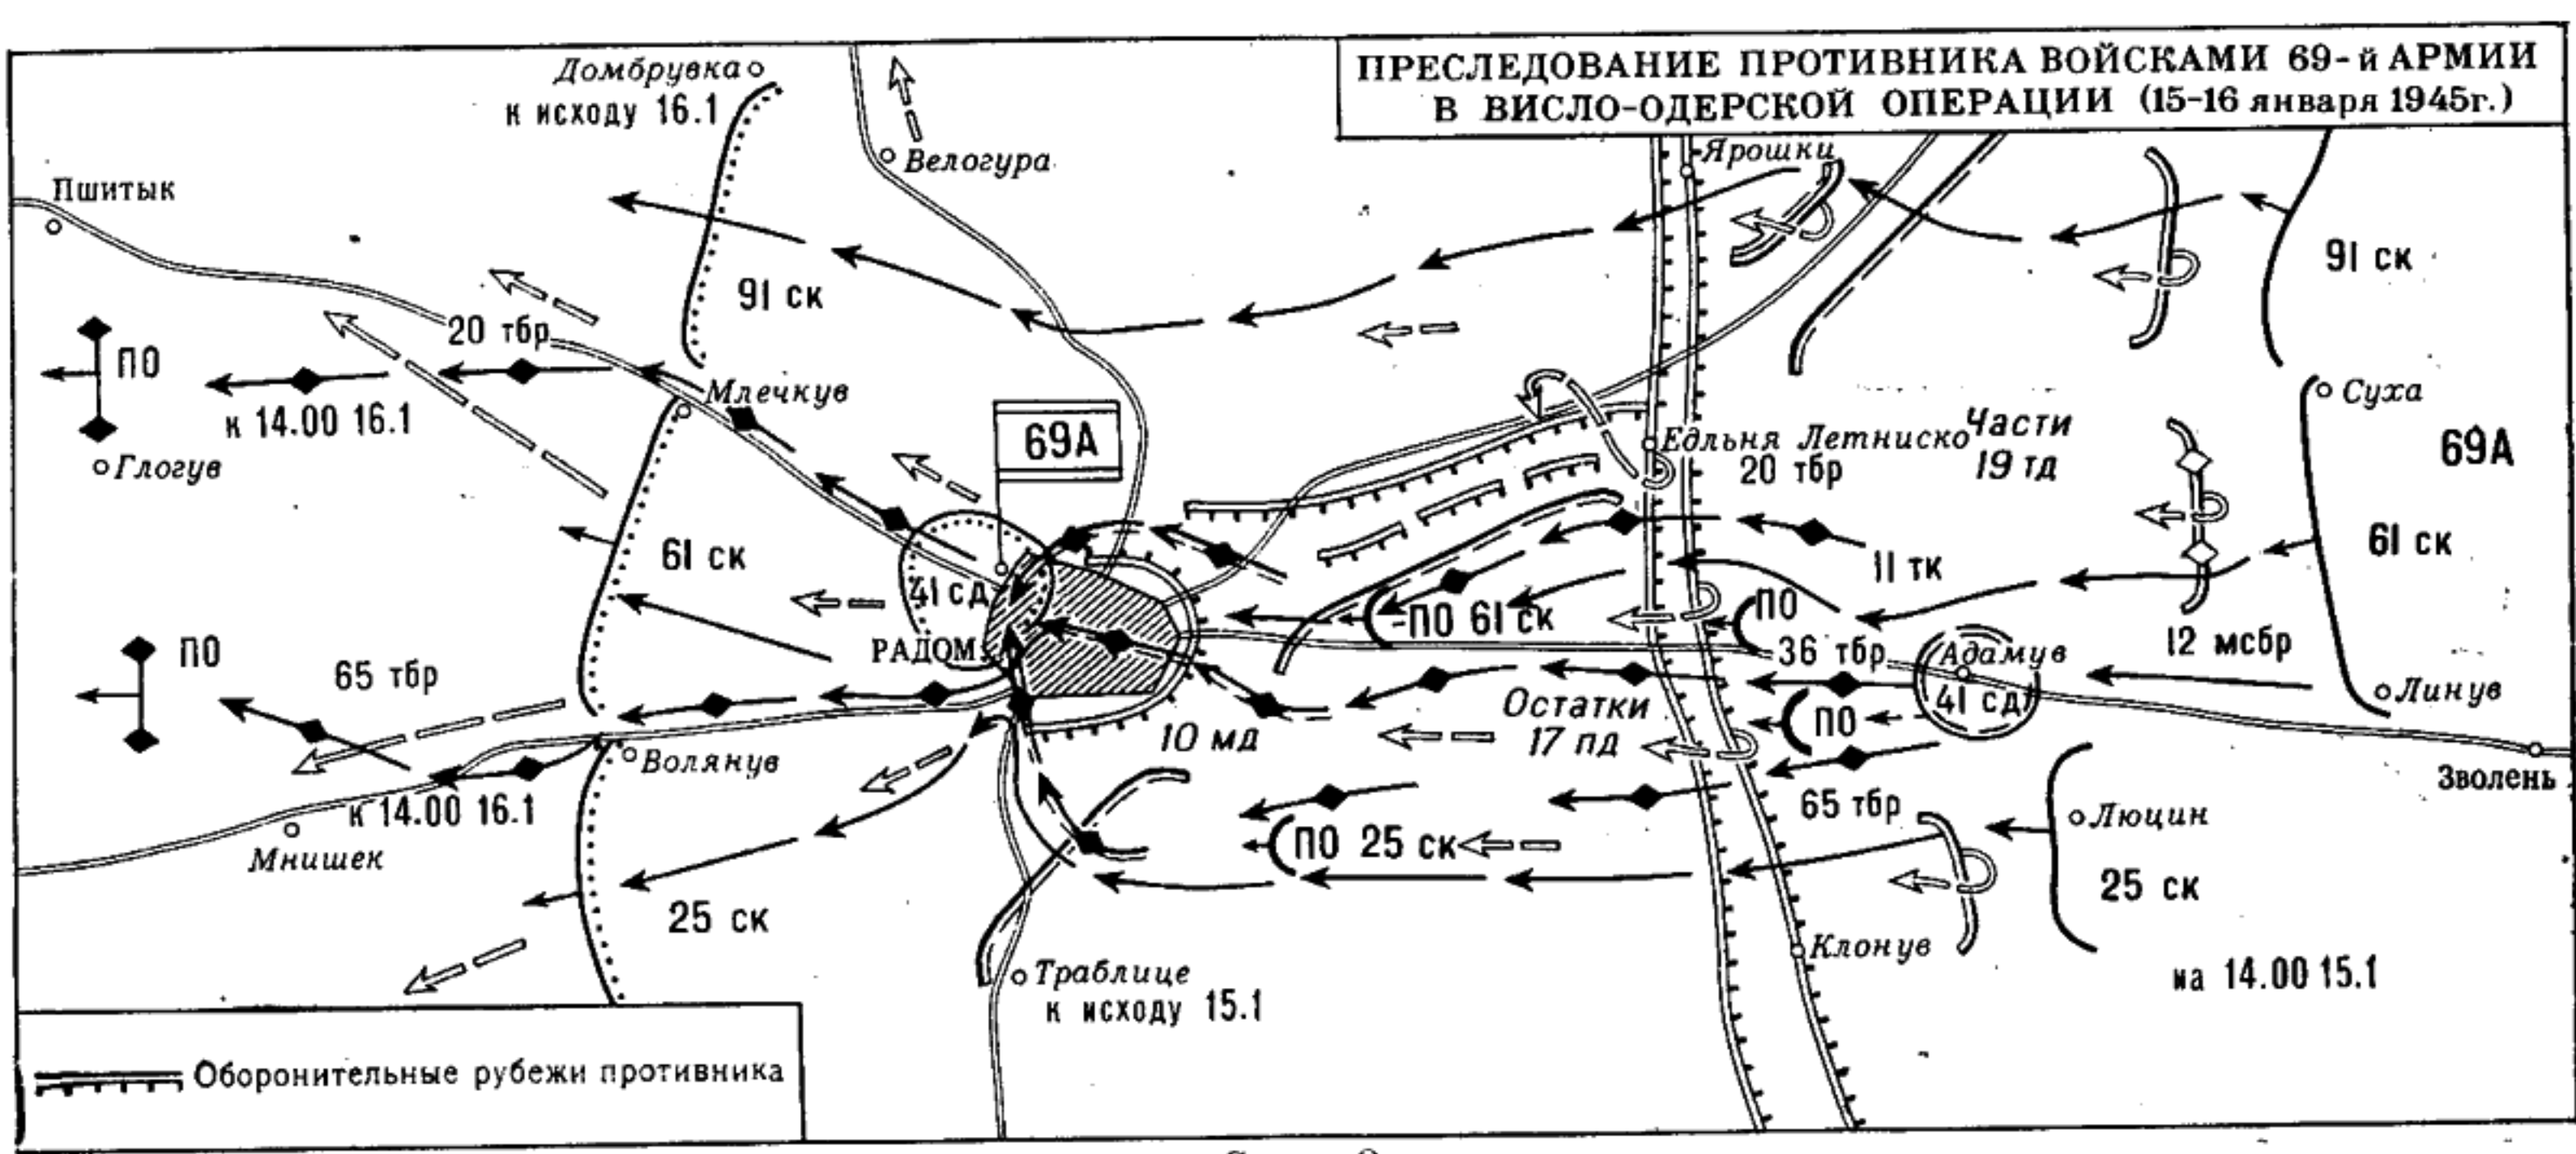 ПРЕСЛЕДОВАНИЕ ПРОТИВНИКА ВОЙСКАМИ 69-й АРМИИ
В ВИСЛО-ОДЕРСКОЙ ОПЕРАЦИИ (15-16 января 1945г.)
Домбрувка
к исходу 16.1
Велогура
Ярошки
Пшитык
91 ск
91 ск
20 тбр
ПО
к 14.00 16.1
Млечкув
Глогув
69А
Суха
Едльня Летниско
20 тбр
Части
19 тд
69А
61 ск
61 ск
11 тк
41 сд
ПО 61 ск
ПО
РАДОМ
36 тбр
Адамув
41 сд
12 мсбр
Линув
ПО
65 тбр
10 мд
Остатки
17 пд
ПО
Волянув
Зволень
к 14.00 16.1
Мнишек
65 тбр
Люцин
ПО 25 ск
25 ск
25 ск
Клонув
Траблице
к исходу 15.1
на 14.00 15.1
Оборонительные рубежи противника